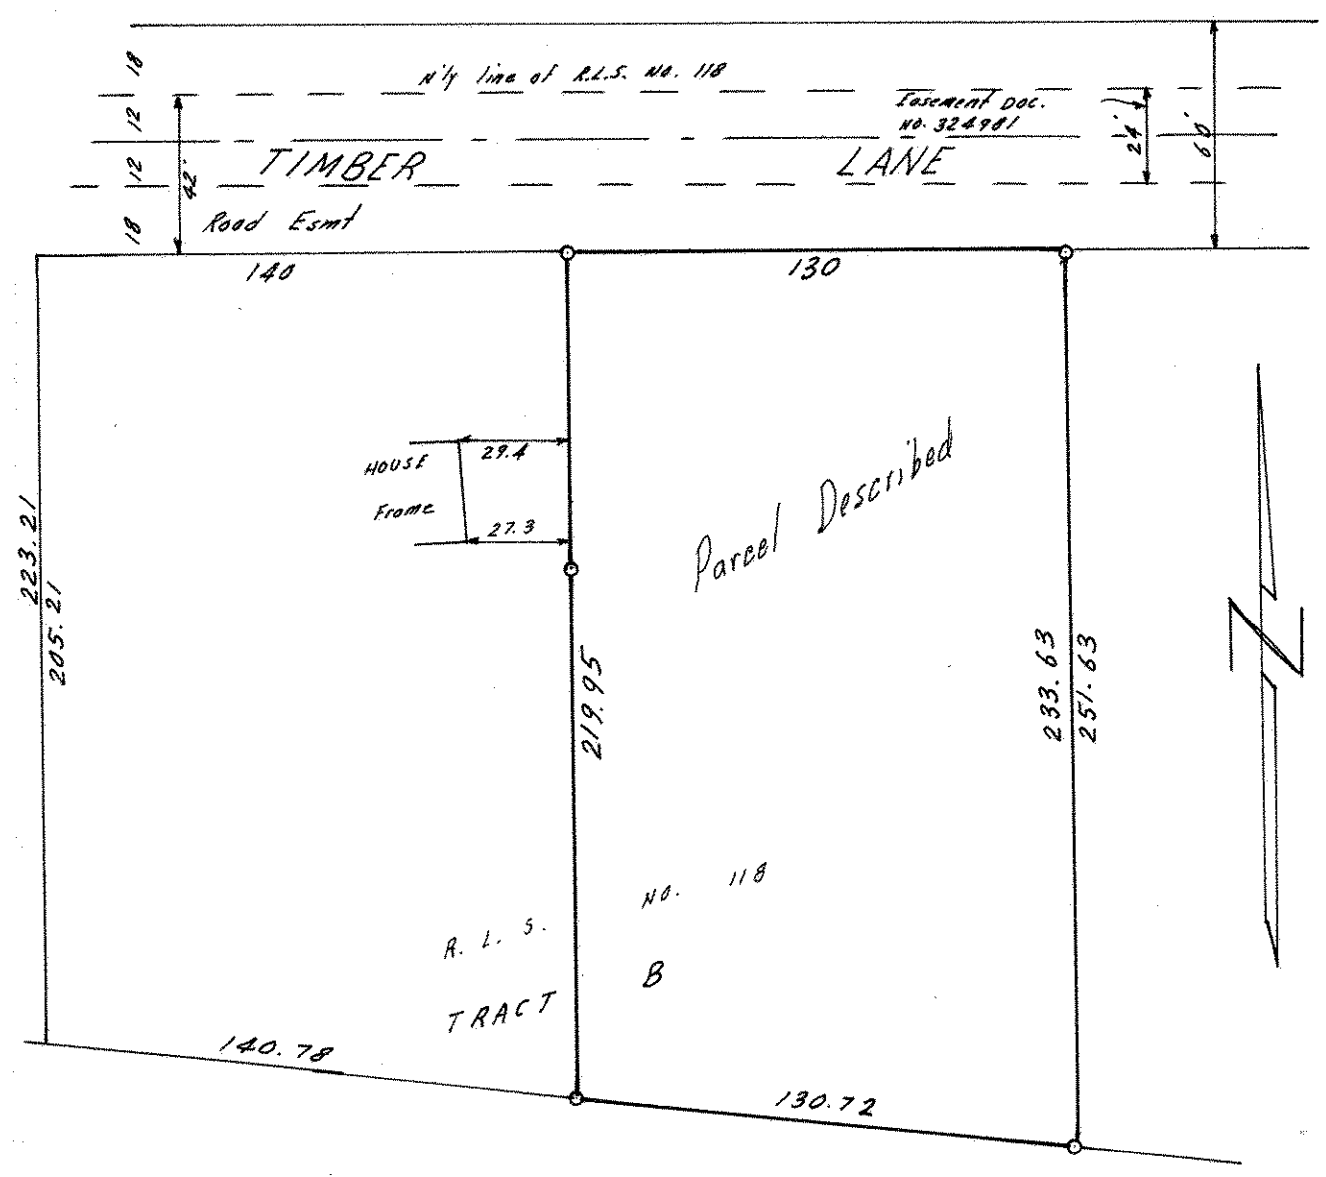 18
N'ly line of R.L.S. No. 118
12
Easement Doc.
No. 324981
24'
60'
12
42'
TIMBER LANE
18
Road Esmt
140
130
HOUSE
29.4
Frame
27.3
Parcel Described
223.21
205.21
219.95
233.63
251.63
N
R. L. S. No. 118
TRACT B
140.78
130.72